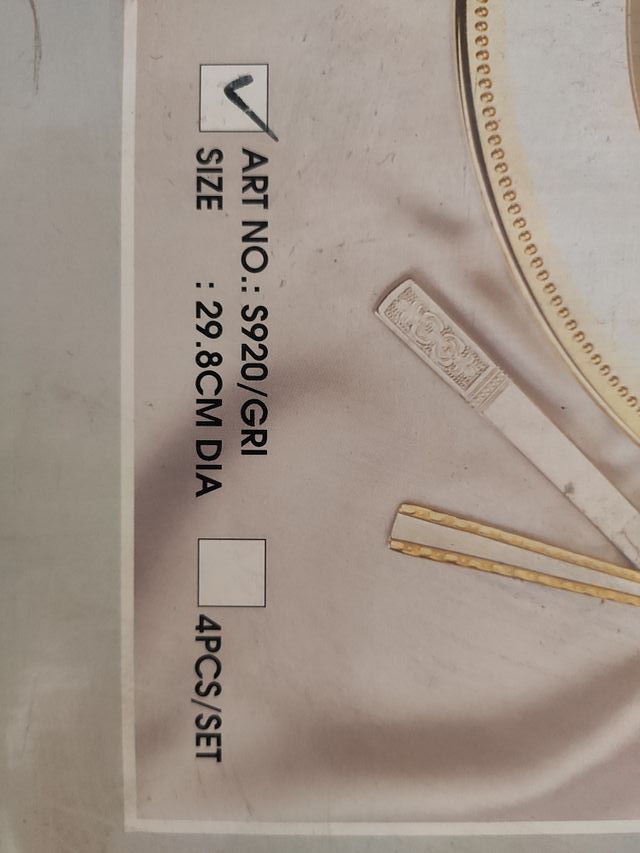 ART NO.: S920/GRI
SIZE : 29.8CM DIA
4PCS/SET